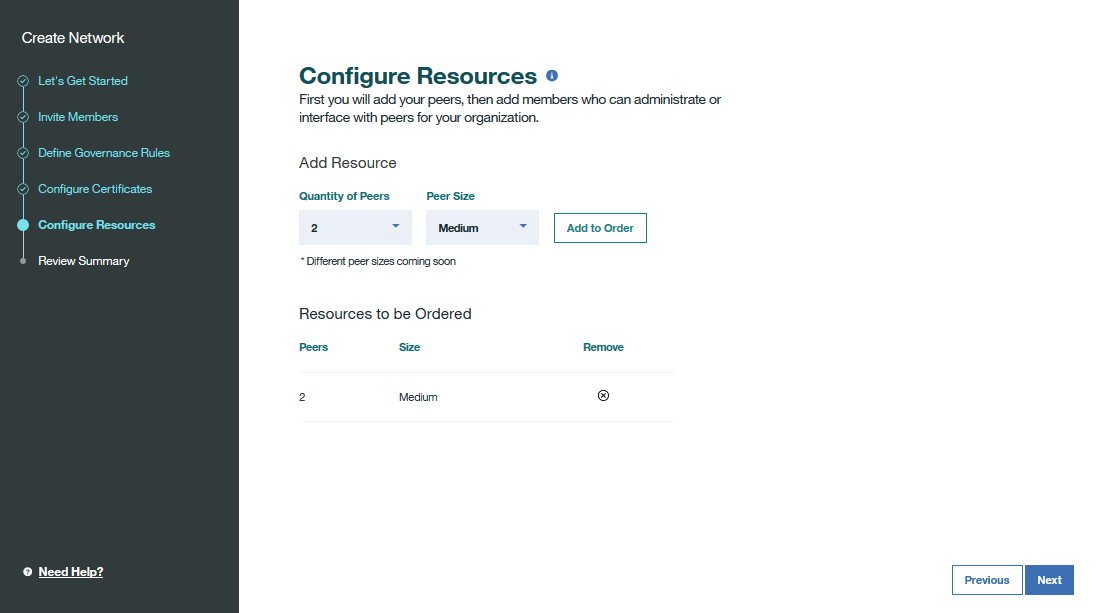 Create Network
Let's Get Started
Invite Members
Define Governance Rules
Configure Certificates
Configure Resources
Review Summary
Need Help?
Configure Resources
First you will add your peers, then add members who can administrate or
interface with peers for your organization.
Add Resource
Quantity of Peers Peer Size
2 Medium Add to Order
* Different peer sizes coming soon
Resources to be Ordered
Peers Size Remove
2 Medium
Previous Next